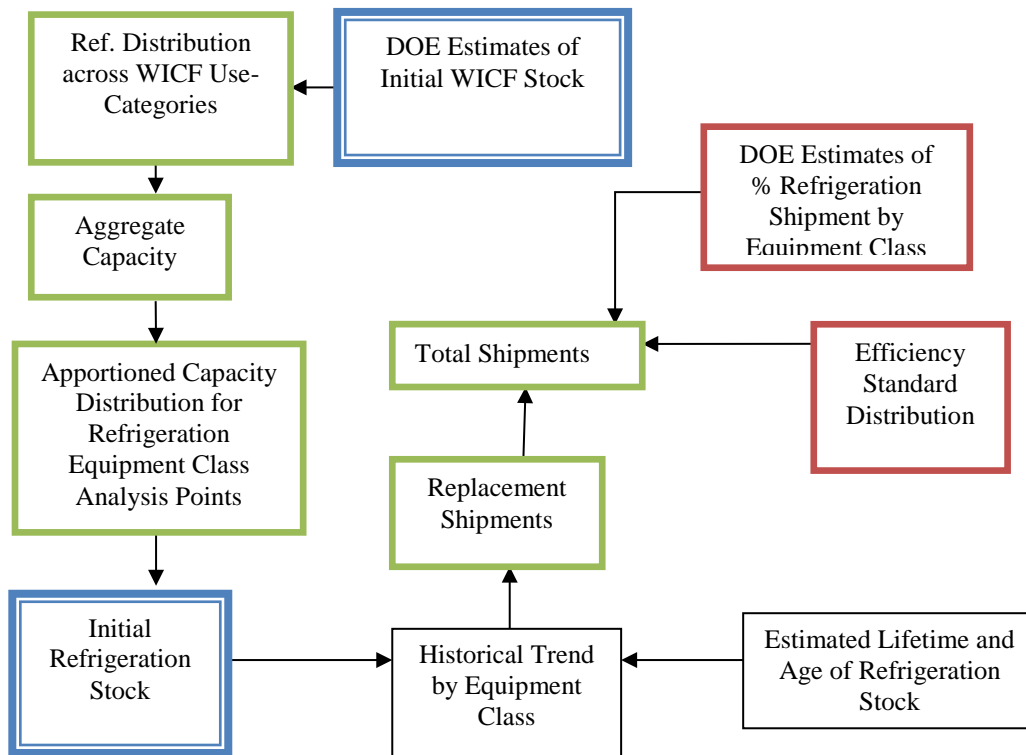 Ref. Distribution
across WICF Use-
Categories
DOE Estimates of
Initial WICF Stock
DOE Estimates of
% Refrigeration
Shipment by
Equipment Class
Aggregate
Capacity
Total Shipments
Efficiency
Standard
Distribution
Apportioned Capacity
Distribution for
Refrigeration
Equipment Class
Analysis Points
Replacement
Shipments
Initial
Refrigeration
Stock
Historical Trend
by Equipment
Class
Estimated Lifetime and
Age of Refrigeration
Stock